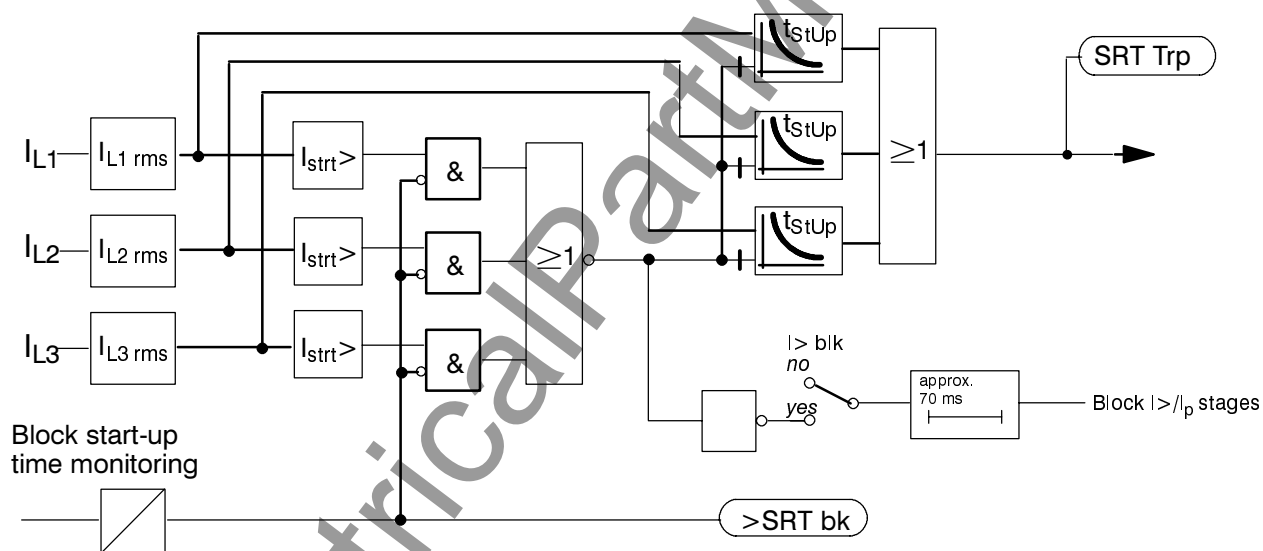 tStUp
SRT Trp
IL1
IL1 rms
Istrt>
&
tStUp
≥1
IL2
IL2 rms
Istrt>
&
≥1
tStUp
IL3
IL3 rms
Istrt>
&
I> blk
no
yes
approx.
70 ms
Block I>/Ip stages
Block start-up
time monitoring
>SRT bk
tricalPartM